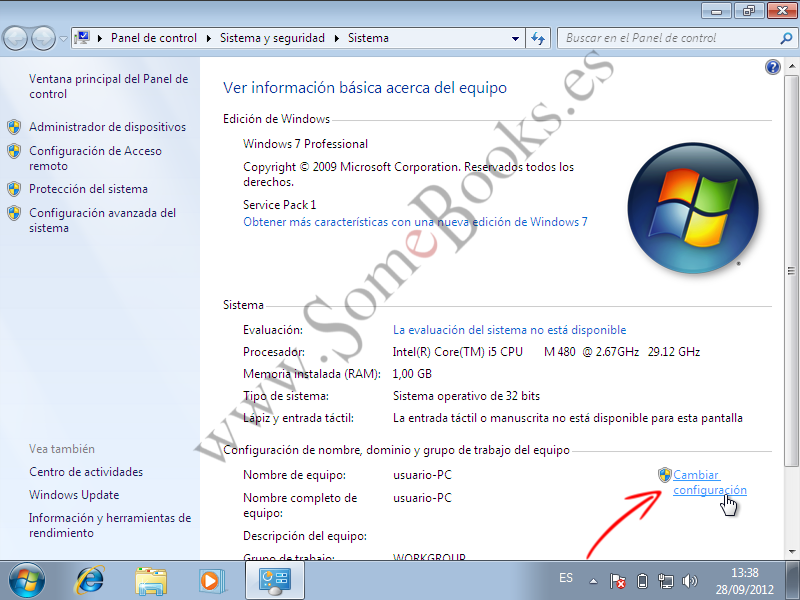 Panel de control ▸ Sistema y seguridad ▸ Sistema
Buscar en el Panel de control
Ventana principal del Panel de
control
Administrador de dispositivos
Configuración de Acceso
remoto
Protección del sistema
Configuración avanzada del
sistema
Vea también
Centro de actividades
Windows Update
Información y herramientas de
rendimiento
Ver información básica acerca del equipo
Edición de Windows
Windows 7 Professional
Copyright © 2009 Microsoft Corporation. Reservados todos los
derechos.
Service Pack 1
Obtener más características con una nueva edición de Windows 7
Sistema
Evaluación: La evaluación del sistema no está disponible
Procesador: Intel(R) Core(TM) i5 CPU M 480 @ 2.67GHz 29.12 GHz
Memoria instalada (RAM): 1,00 GB
Tipo de sistema: Sistema operativo de 32 bits
Lápiz y entrada táctil: La entrada táctil o manuscrita no está disponible para esta pantalla
Configuración de nombre, dominio y grupo de trabajo del equipo
Nombre de equipo: usuario-PC
Cambiar
configuración
Nombre completo de
equipo: usuario-PC
Descripción del equipo:
Grupo de trabajo: WORKGROUP
www.SomeBooks.es
ES
13:38
28/09/2012